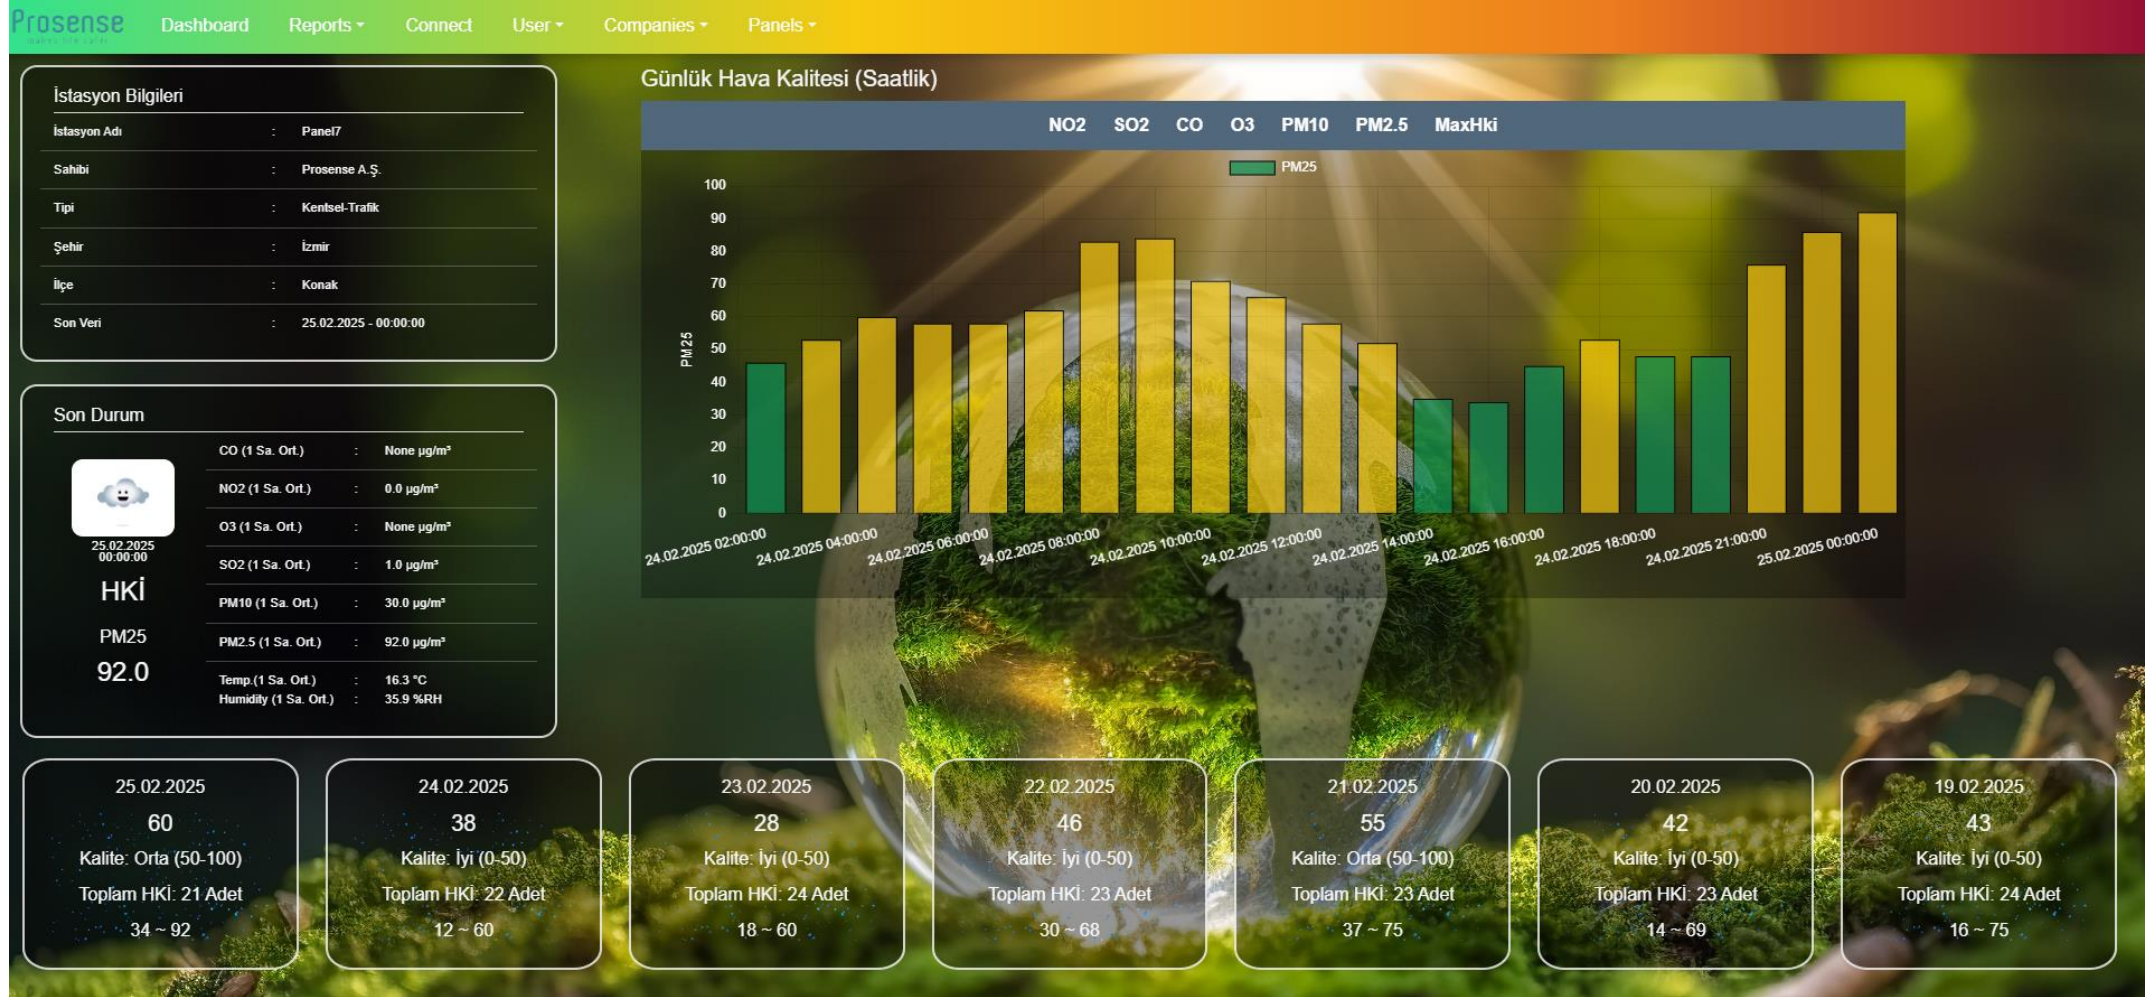 Prosense
Dashboard Reports Connect User Companies Panels
İstasyon Bilgileri
İstasyon Adı : Panel7
Sahibi : Prosense A.Ş.
Tipi : Kentsel-Trafik
Şehir : İzmir
İlçe : Konak
Son Veri : 25.02.2025 - 00:00:00
Son Durum
25.02.2025
00:00:00
HKİ
PM25
92.0
CO (1 Sa. Ort.) : None µg/m³
NO2 (1 Sa. Ort.) : 0.0 µg/m³
O3 (1 Sa. Ort.) : None µg/m³
SO2 (1 Sa. Ort.) : 1.0 µg/m³
PM10 (1 Sa. Ort.) : 30.0 µg/m³
PM2.5 (1 Sa. Ort.) : 92.0 µg/m³
Temp.(1 Sa. Ort.) : 16.3 °C
Humidity (1 Sa. Ort.) : 35.9 %RH
Günlük Hava Kalitesi (Saatlik)
NO2 SO2 CO O3 PM10 PM2.5 MaxHki
PM25
PM25
100
90
80
70
60
50
40
30
20
10
0
24.02.2025 02:00:00 24.02.2025 04:00:00 24.02.2025 06:00:00 24.02.2025 08:00:00 24.02.2025 10:00:00 24.02.2025 12:00:00 24.02.2025 14:00:00 24.02.2025 16:00:00 24.02.2025 18:00:00 24.02.2025 21:00:00 25.02.2025 00:00:00
25.02.2025
60
Kalite: Orta (50-100)
Toplam HKİ: 21 Adet
34 ~ 92
24.02.2025
38
Kalite: İyi (0-50)
Toplam HKİ: 22 Adet
12 ~ 60
23.02.2025
28
Kalite: İyi (0-50)
Toplam HKİ: 24 Adet
18 ~ 60
22.02.2025
46
Kalite: İyi (0-50)
Toplam HKİ: 23 Adet
30 ~ 68
21.02.2025
55
Kalite: Orta (50-100)
Toplam HKİ: 23 Adet
37 ~ 75
20.02.2025
42
Kalite: İyi (0-50)
Toplam HKİ: 23 Adet
14 ~ 69
19.02.2025
43
Kalite: İyi (0-50)
Toplam HKİ: 24 Adet
16 ~ 75